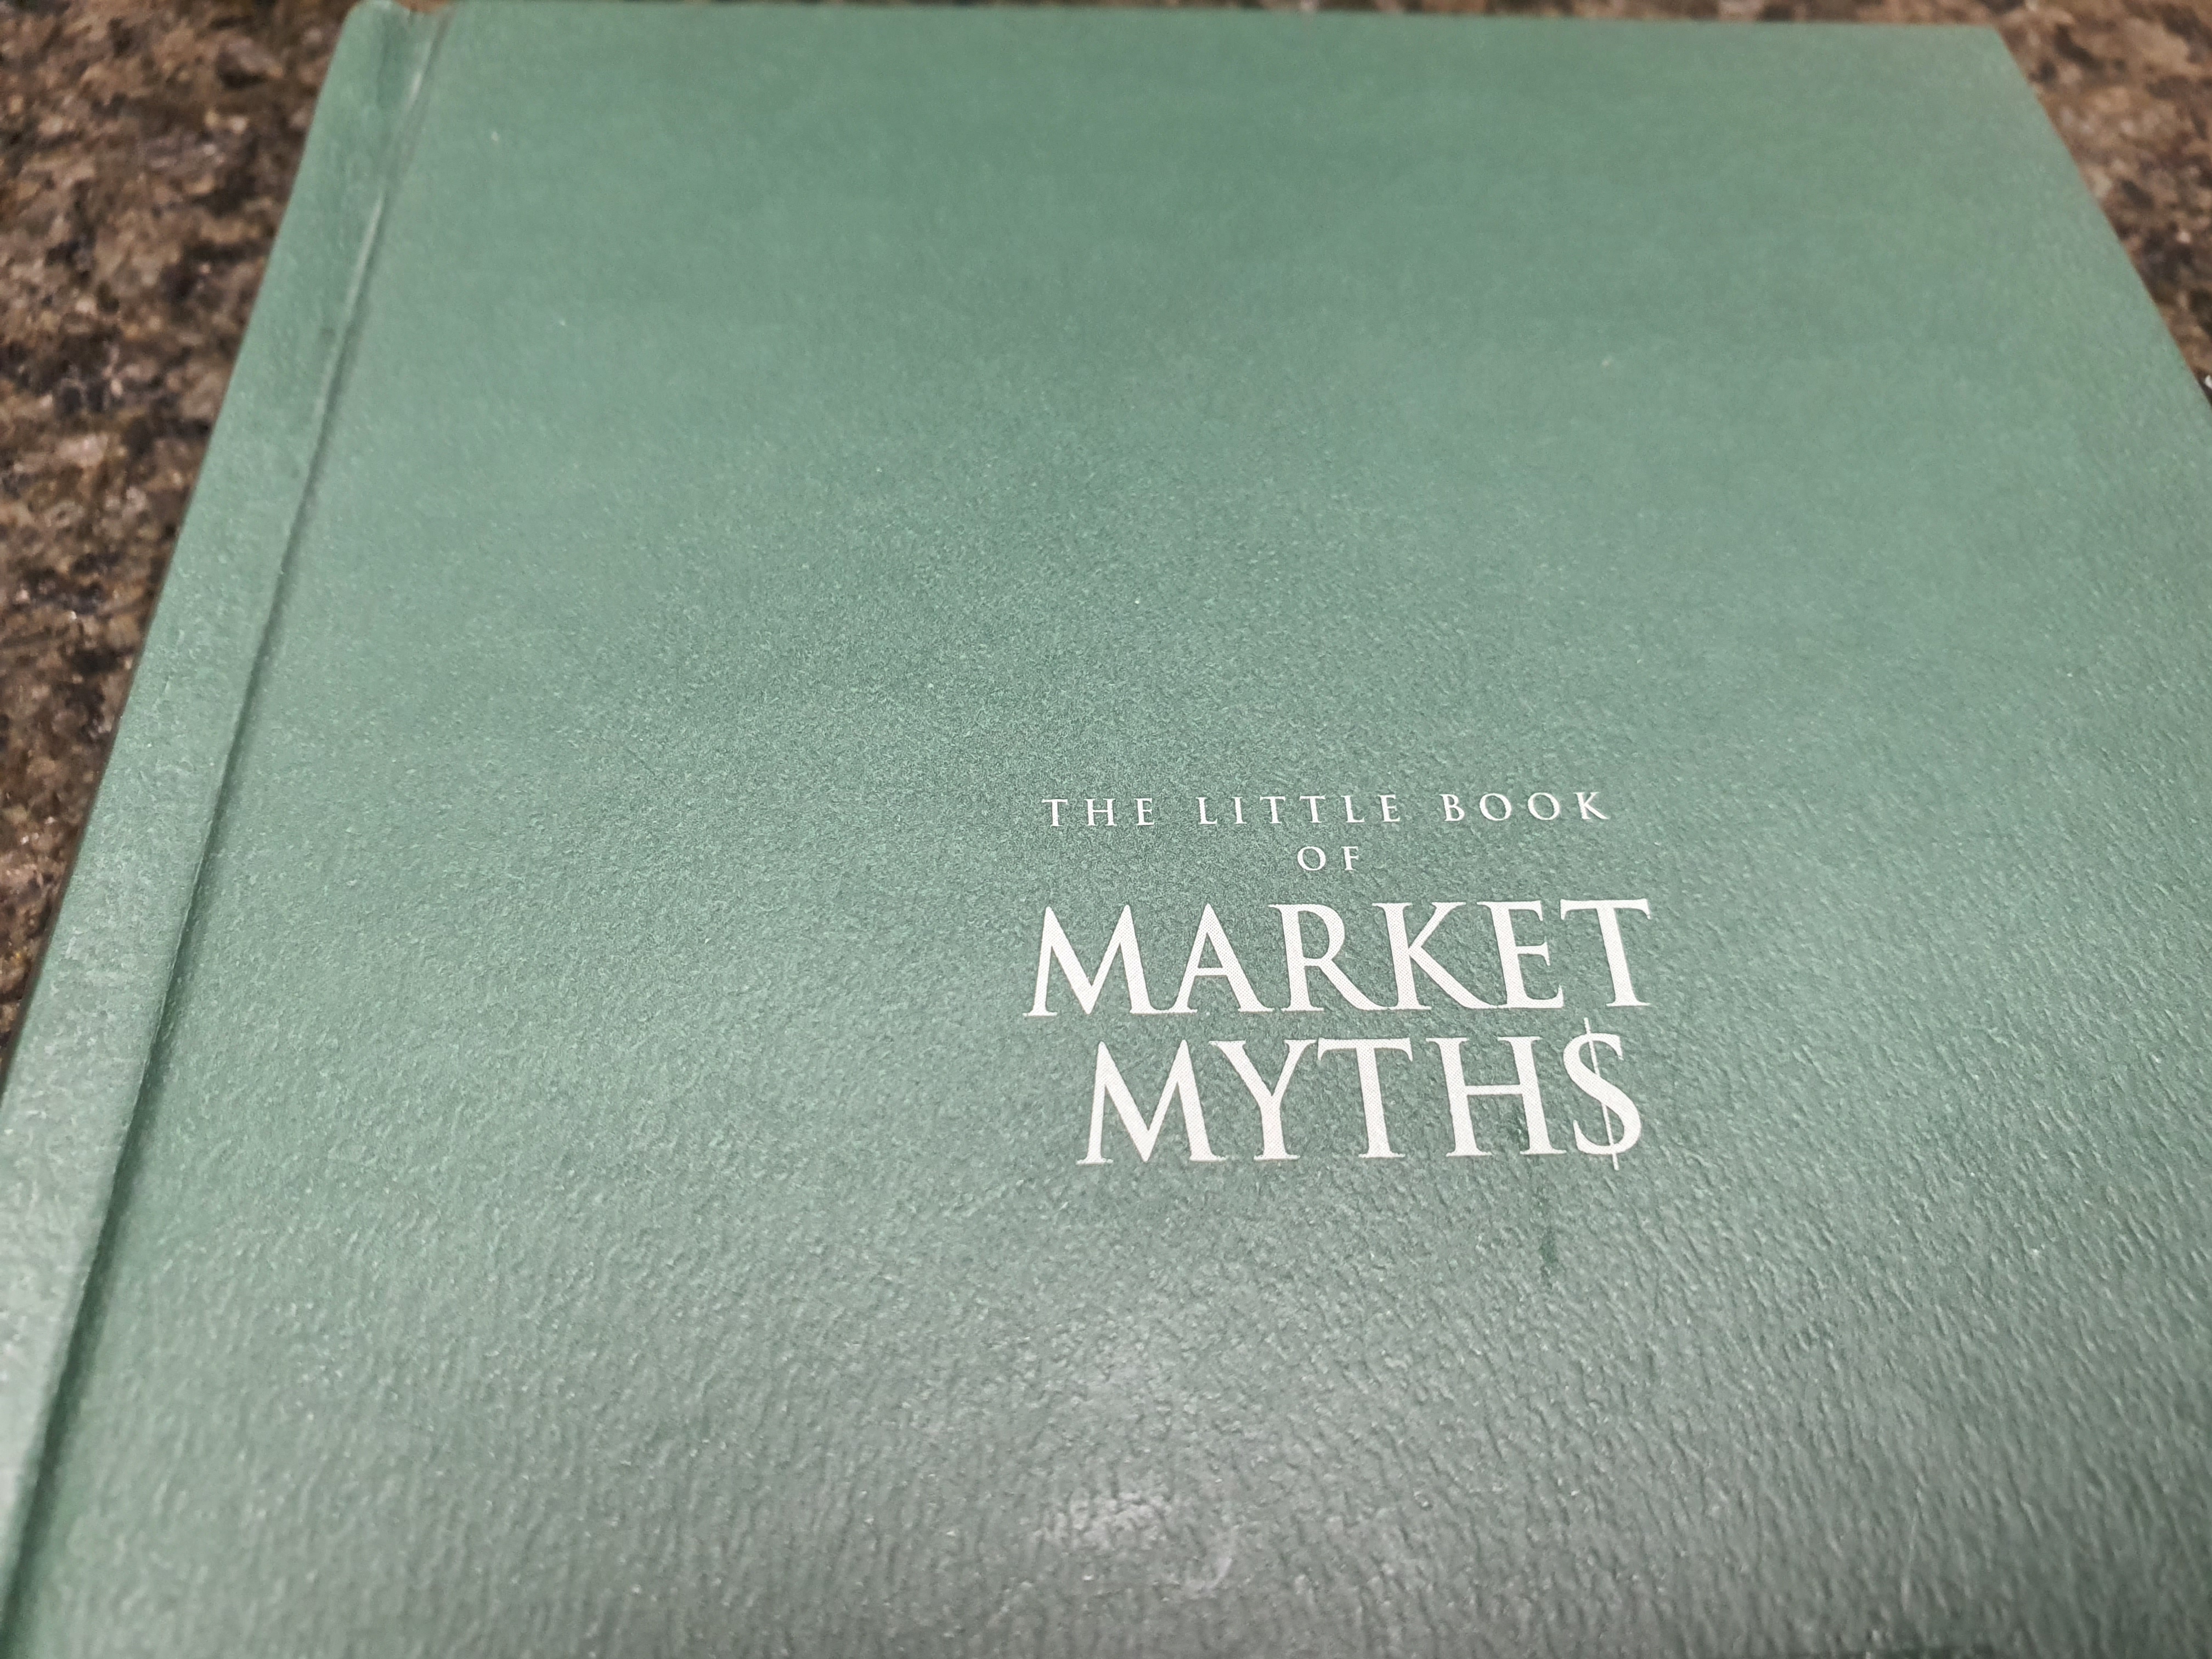 THE LITTLE BOOK
OF
MARKET
MYTH$